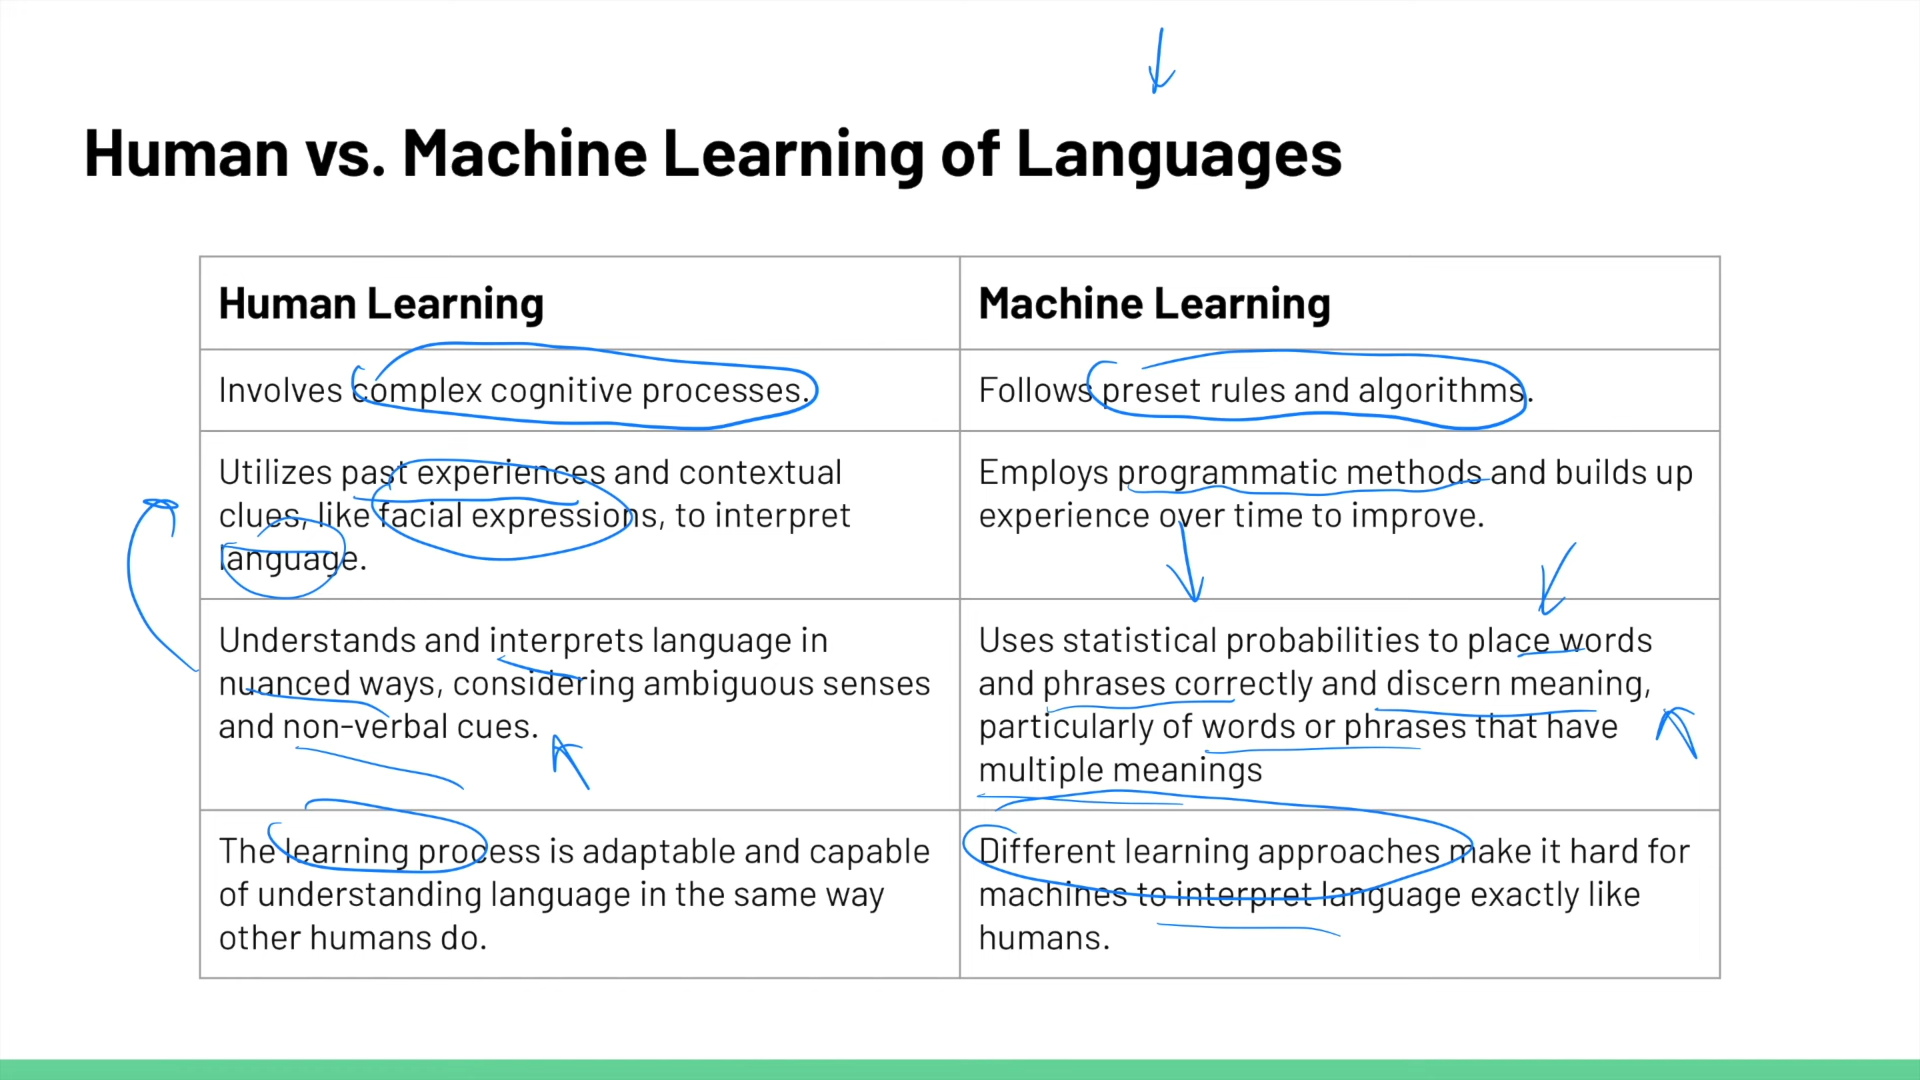 Human vs. Machine Learning of Languages
Human Learning
Machine Learning
Involves complex cognitive processes.
Follows preset rules and algorithms.
Utilizes past experiences and contextual
clues, like facial expressions, to interpret
language.
Employs programmatic methods and builds up
experience over time to improve.
Understands and interprets language in
nuanced ways, considering ambiguous senses
and non-verbal cues.
Uses statistical probabilities to place words
and phrases correctly and discern meaning,
particularly of words or phrases that have
multiple meanings
The learning process is adaptable and capable
of understanding language in the same way
other humans do.
Different learning approaches make it hard for
machines to interpret language exactly like
humans.